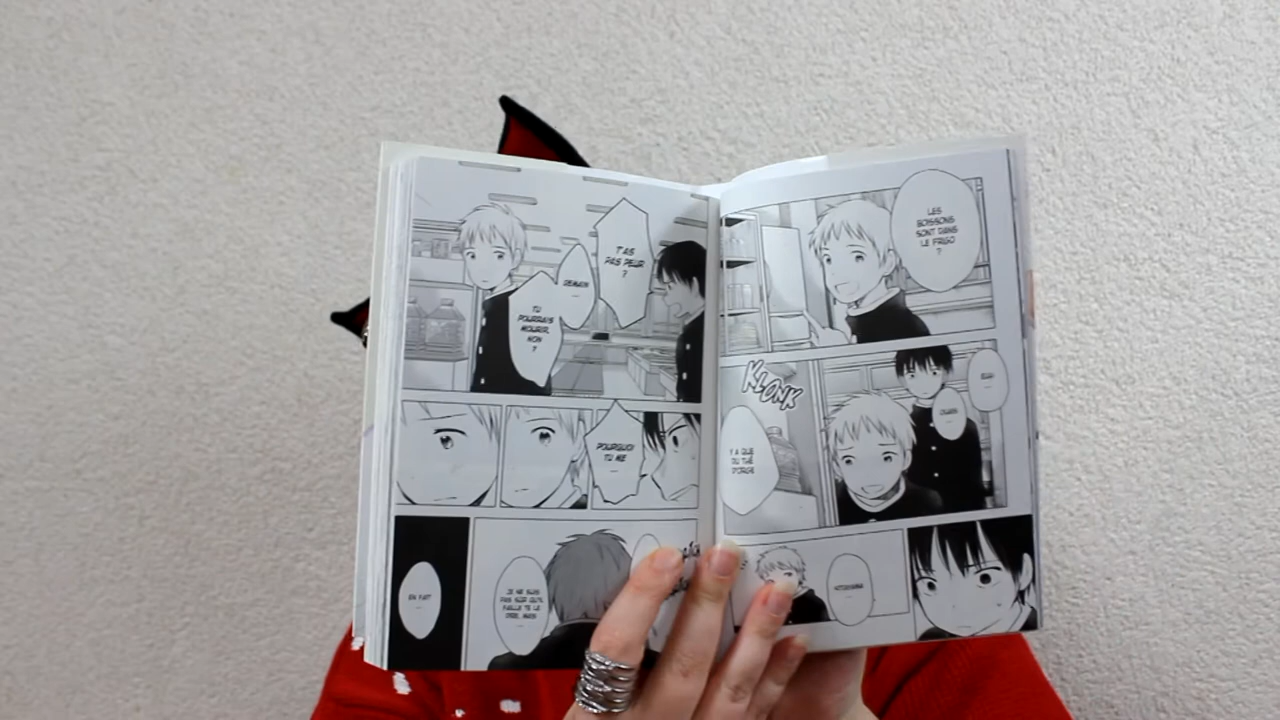 LES
BOISSONS
SONT DANS
LE FRIGO
?
KLONK
Y A QUE
DU THÉ
D'ORGE
T'AS
PAS PEUR
?
DEMAIN
...
TU
POURRAIS
MOURIR,
NON
?
POURQUOI
TU ME
...
EN FAIT
...
JE NE SUIS
PAS SÛR QU'IL
FAILLE TE LE
DIRE, MAIS
...